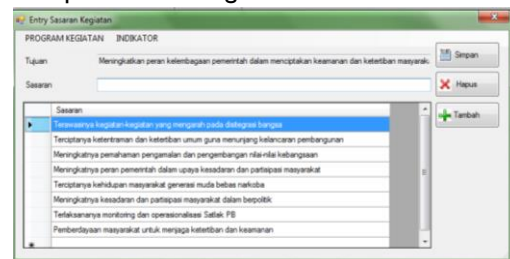 Entry Sasaran Kegiatan
PROGRAM KEGIATAN INDIKATOR
Tujuan Meningkatkan peran kelembagaan pemerintah dalam menciptakan keamanan dan ketertiban masyarak
Sasaran
Simpan
Hapus
Tambah
Sasaran
Terawasinya kegiatan-kegiatan yang mengarah pada disitegrasi bangsa
Terciptanya ketentraman dan ketertiban umum guna menunjang kelancaran pembangunan
Meningkatnya pemahaman pengamalan dan pengembangan nilai-nilai kebangsaan
Meningkatnya peran pemerintah dalam upaya kesadaran dan partisipasi masyarakat
Terciptanya kehidupan masyarakat generasi muda bebas narkoba
Meningkatnya kesadaran dan partisipasi masyarakat dalam berpolitik
Terlaksananya monitoring dan operasionalisasi Satlak PB
Pemberdayaan masyarakat untuk menjaga ketertiban dan keamanan